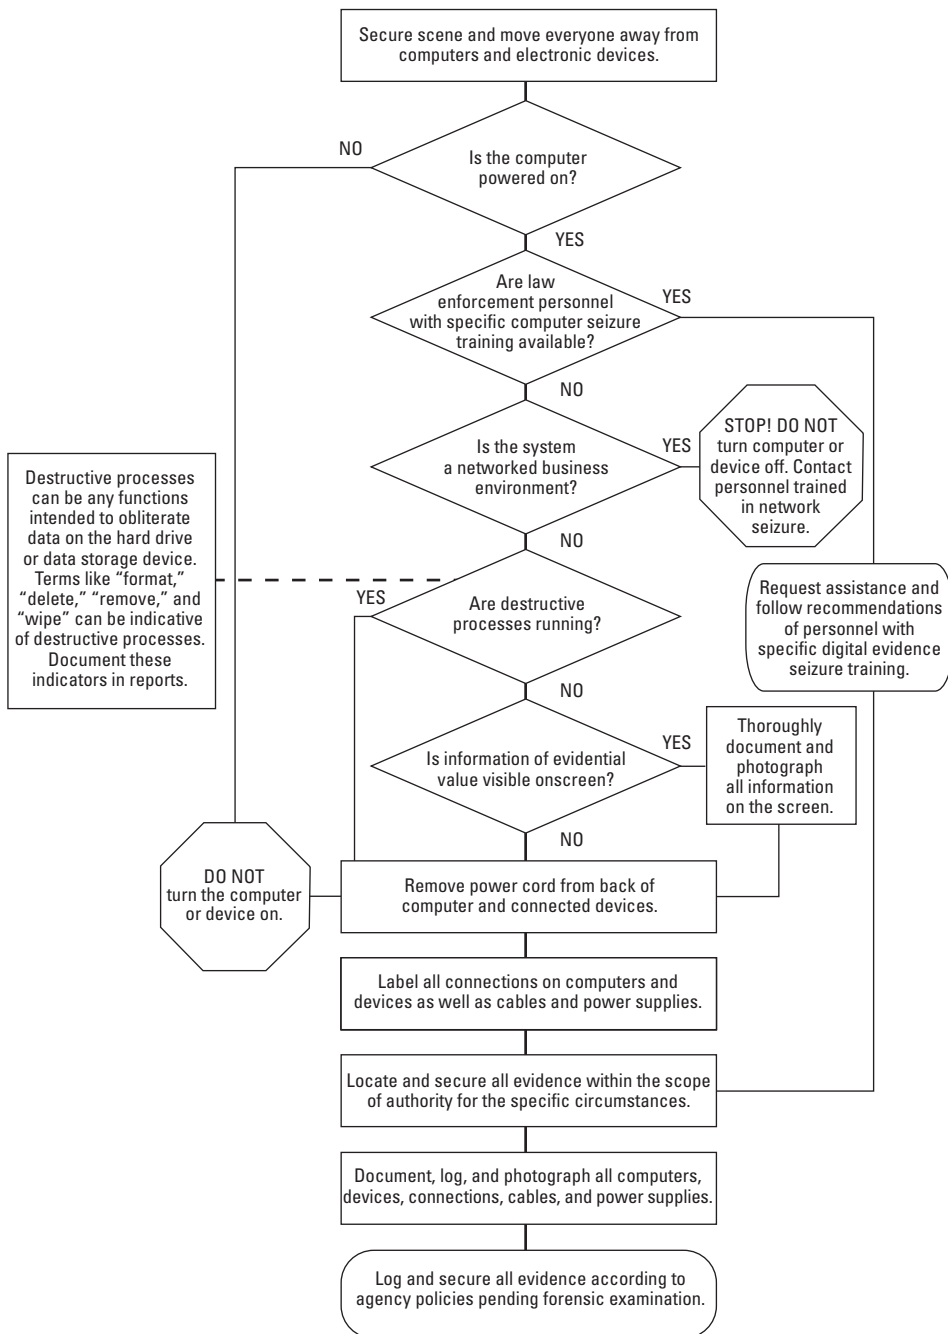 Secure scene and move everyone away from
computers and electronic devices.
NO
Is the computer
powered on?
YES
Are law
enforcement personnel
with specific computer seizure
training available?
YES
NO
STOP! DO NOT
turn computer or
device off. Contact
personnel trained
in network
seizure.
Is the system
a networked business
environment?
YES
Destructive processes
can be any functions
intended to obliterate
data on the hard drive
or data storage device.
Terms like “format,”
“delete,” “remove,” and
“wipe” can be indicative
of destructive processes.
Document these
indicators in reports.
NO
YES
Are destructive
processes running?
Request assistance and
follow recommendations
of personnel with
specific digital evidence
seizure training.
NO
Is information of evidential
value visible onscreen?
YES
Thoroughly
document and
photograph
all information
on the screen.
NO
DO NOT
turn the computer
or device on.
Remove power cord from back of
computer and connected devices.
Label all connections on computers and
devices as well as cables and power supplies.
Locate and secure all evidence within the scope
of authority for the specific circumstances.
Document, log, and photograph all computers,
devices, connections, cables, and power supplies.
Log and secure all evidence according to
agency policies pending forensic examination.